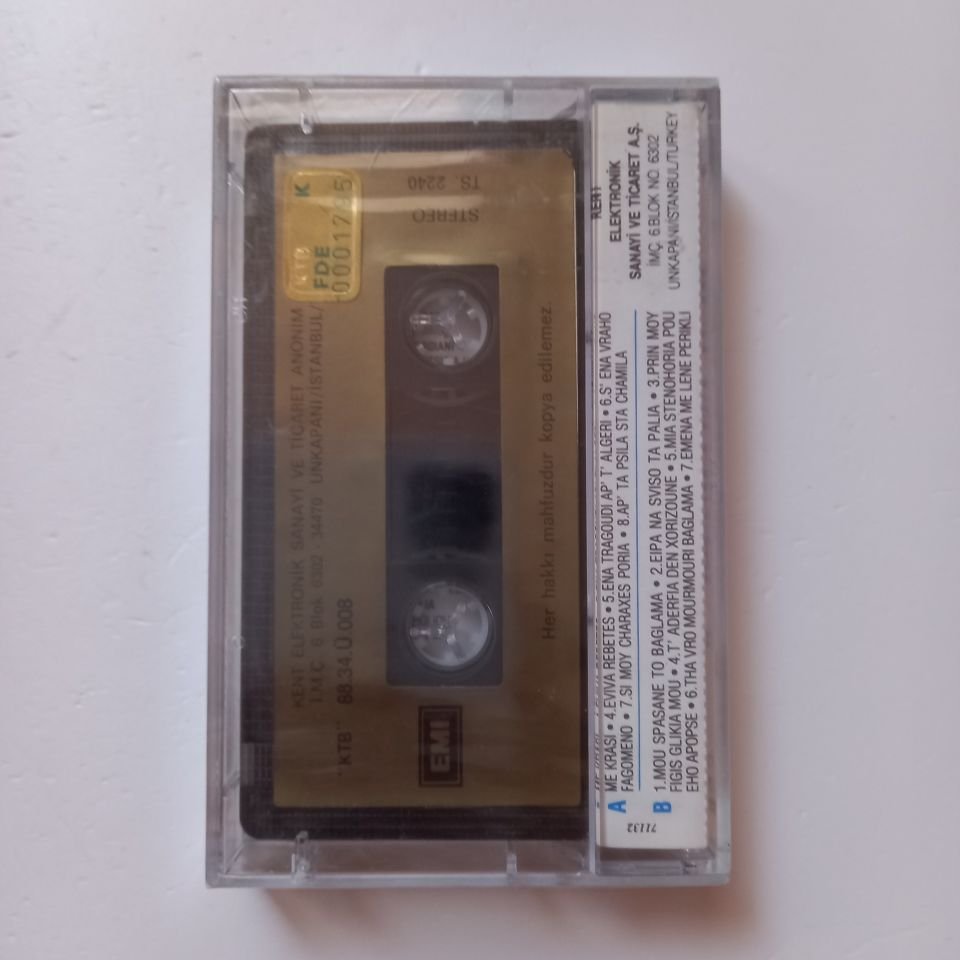 TS. 2240
STEREO
KTB K
FDE
0001795
KENT ELEKTRONİK SANAYİ VE TİCARET ANONİM
İ.M.Ç 6 Blok 6302 - 34470 UNKAPANI/İSTANBUL/
"KTB" 88.34.Ü 008
EMI
Her hakkı mahfuzdur kopya edilemez.
KENT
ELEKTRONİK
SANAYİ VE TİCARET A.Ş.
İMÇ. 6.BLOK NO. 6302
UNKAPANI/İSTANBUL/TURKEY
A
ME KRASI • 4.EVIVA REBETES • 5.ENA TRAGOUDI AP' T' ALGERI • 6.S' ENA VRAHO
FAGOMENO • 7.SI MOY CHARAXES PORIA • 8.AP' TA PSILA STA CHAMILA
B
1.MOU SPASANE TO BAGLAMA • 2.EIPA NA SVISO TA PALIA • 3.PRIN MOY
FIGIS GLIKIA MOU • 4.T' ADERFIA DEN XORIZOUNE • 5.MIA STENOHORIA POU
EHO APOPSE • 6.THA VRO MOURMOURI BAGLAMA • 7.EMENA ME LENE PERIKLI
71132